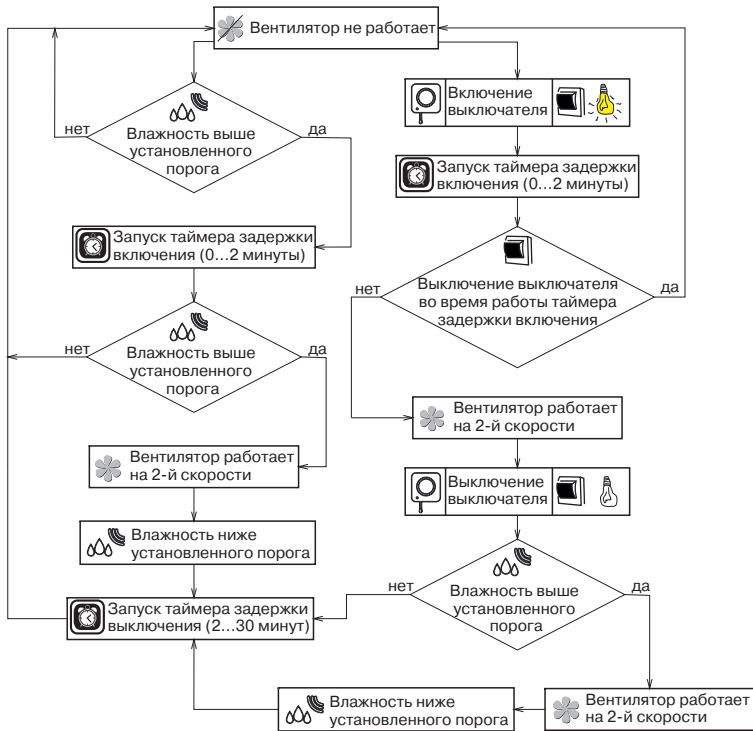 Вентилятор не работает
Влажность выше
установленного
порога
нет
да
Запуск таймера задержки
включения (0...2 минуты)
Влажность выше
установленного
порога
нет
да
Вентилятор работает
на 2-й скорости
Влажность ниже
установленного порога
Запуск таймера задержки
выключения (2...30 минут)
Включение
выключателя
Запуск таймера задержки
включения (0...2 минуты)
Выключение выключателя
во время работы таймера
задержки включения
нет
да
Вентилятор работает
на 2-й скорости
Выключение
выключателя
Влажность выше
установленного
порога
нет
да
Вентилятор работает
на 2-й скорости
Влажность ниже
установленного порога